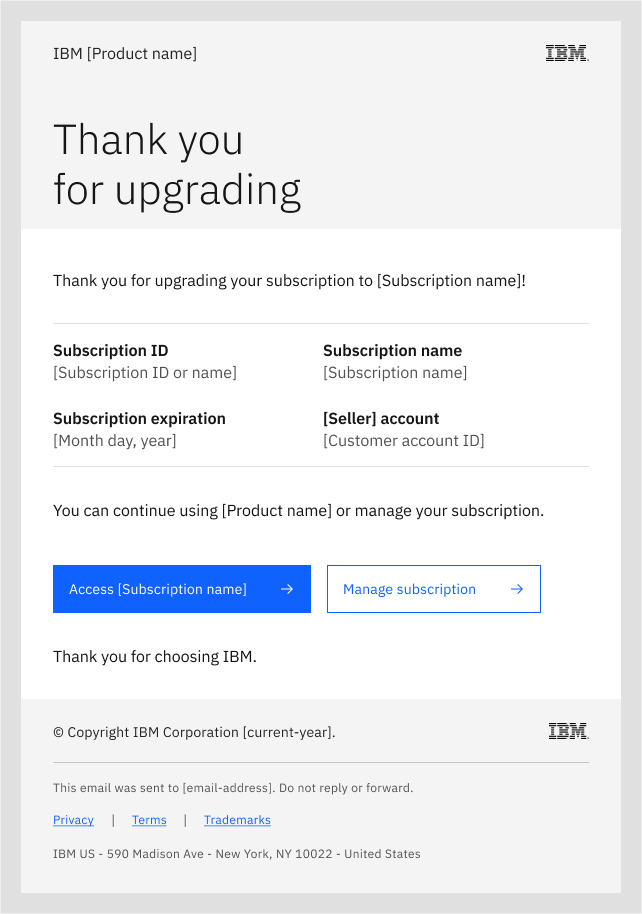 IBM [Product name]
IBM
Thank you
for upgrading
Thank you for upgrading your subscription to [Subscription name]!
Subscription ID
[Subscription ID or name]
Subscription name
[Subscription name]
Subscription expiration
[Month day, year]
[Seller] account
[Customer account ID]
You can continue using [Product name] or manage your subscription.
Access [Subscription name] →
Manage subscription →
Thank you for choosing IBM.
© Copyright IBM Corporation [current-year].
IBM
This email was sent to [email-address]. Do not reply or forward.
Privacy | Terms | Trademarks
IBM US - 590 Madison Ave - New York, NY 10022 - United States